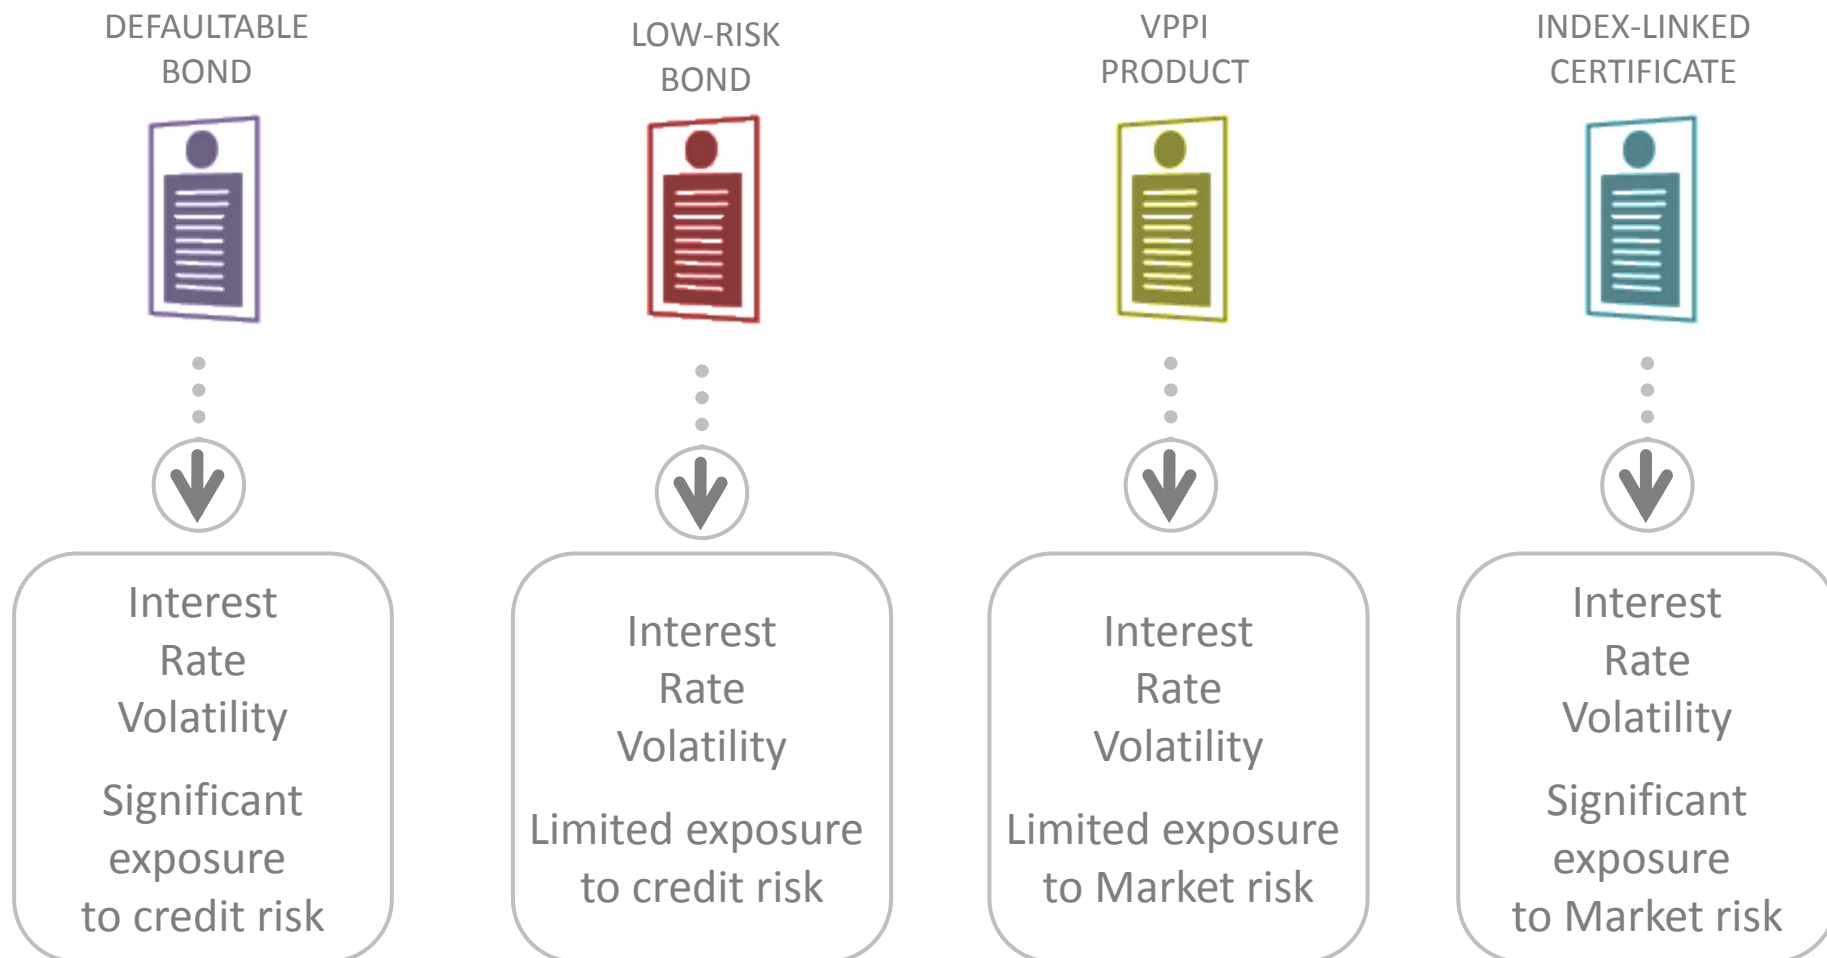 DEFAULTABLE
BOND
LOW-RISK
BOND
VPPI
PRODUCT
INDEX-LINKED
CERTIFICATE
Interest
Rate
Volatility
Significant
exposure
to credit risk
Interest
Rate
Volatility
Limited exposure
to credit risk
Interest
Rate
Volatility
Limited exposure
to Market risk
Interest
Rate
Volatility
Significant
exposure
to Market risk